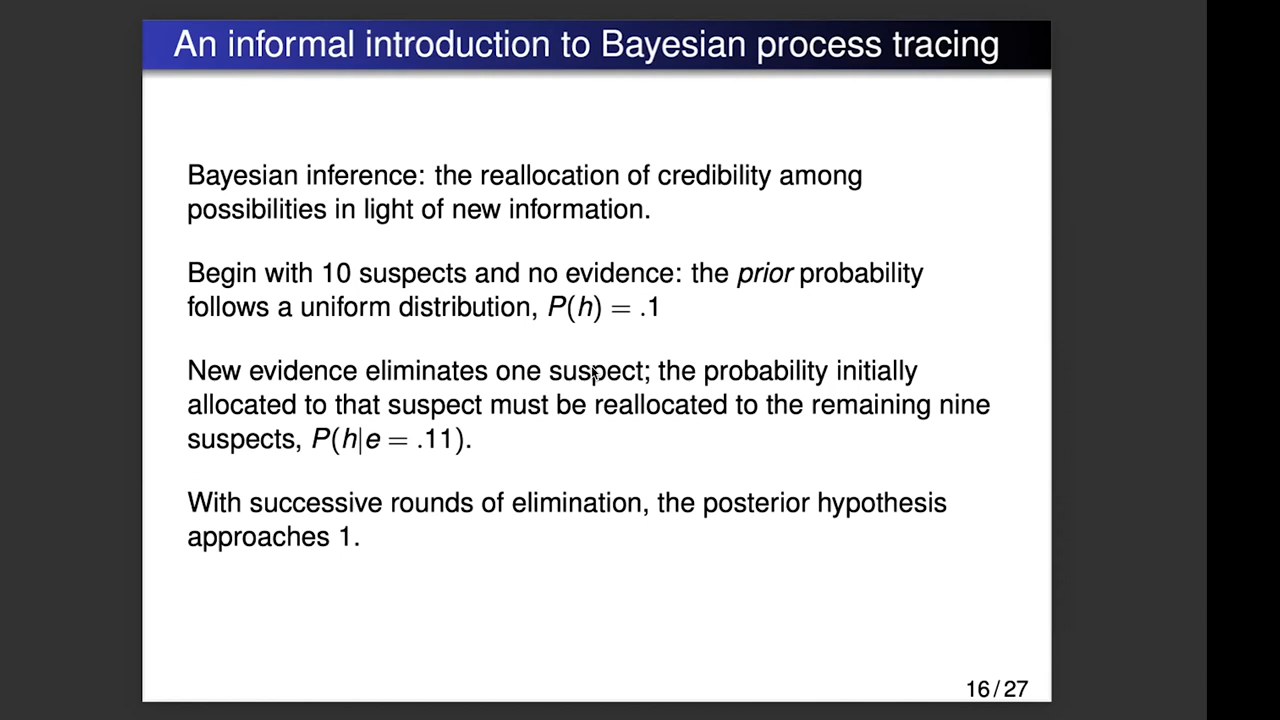 An informal introduction to Bayesian process tracing
Bayesian inference: the reallocation of credibility among
possibilities in light of new information.
Begin with 10 suspects and no evidence: the prior probability
follows a uniform distribution, P(h) = .1
New evidence eliminates one suspect; the probability initially
allocated to that suspect must be reallocated to the remaining nine
suspects, P(h|e = .11).
With successive rounds of elimination, the posterior hypothesis
approaches 1.
16 / 27